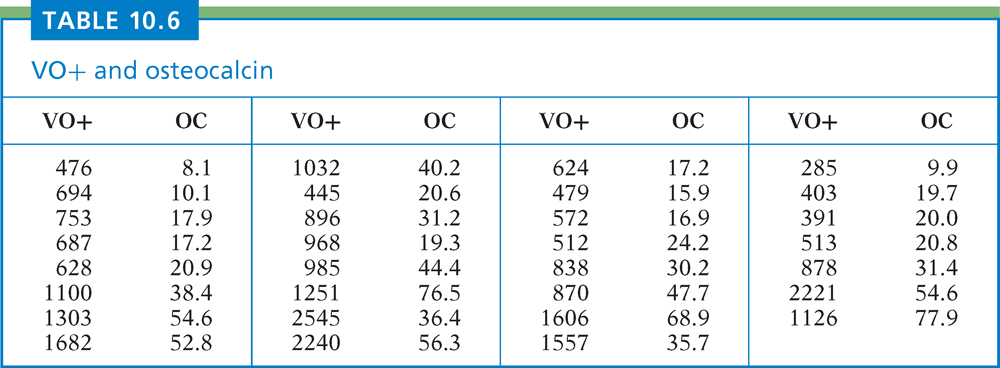 TABLE 10.6
VO+ and osteocalcin
VO+ OC VO+ OC VO+ OC VO+ OC
476 8.1 1032 40.2 624 17.2 285 9.9
694 10.1 445 20.6 479 15.9 403 19.7
753 17.9 896 31.2 572 16.9 391 20.0
687 17.2 968 19.3 512 24.2 513 20.8
628 20.9 985 44.4 838 30.2 878 31.4
1100 38.4 1251 76.5 870 47.7 2221 54.6
1303 54.6 2545 36.4 1606 68.9 1126 77.9
1682 52.8 2240 56.3 1557 35.7